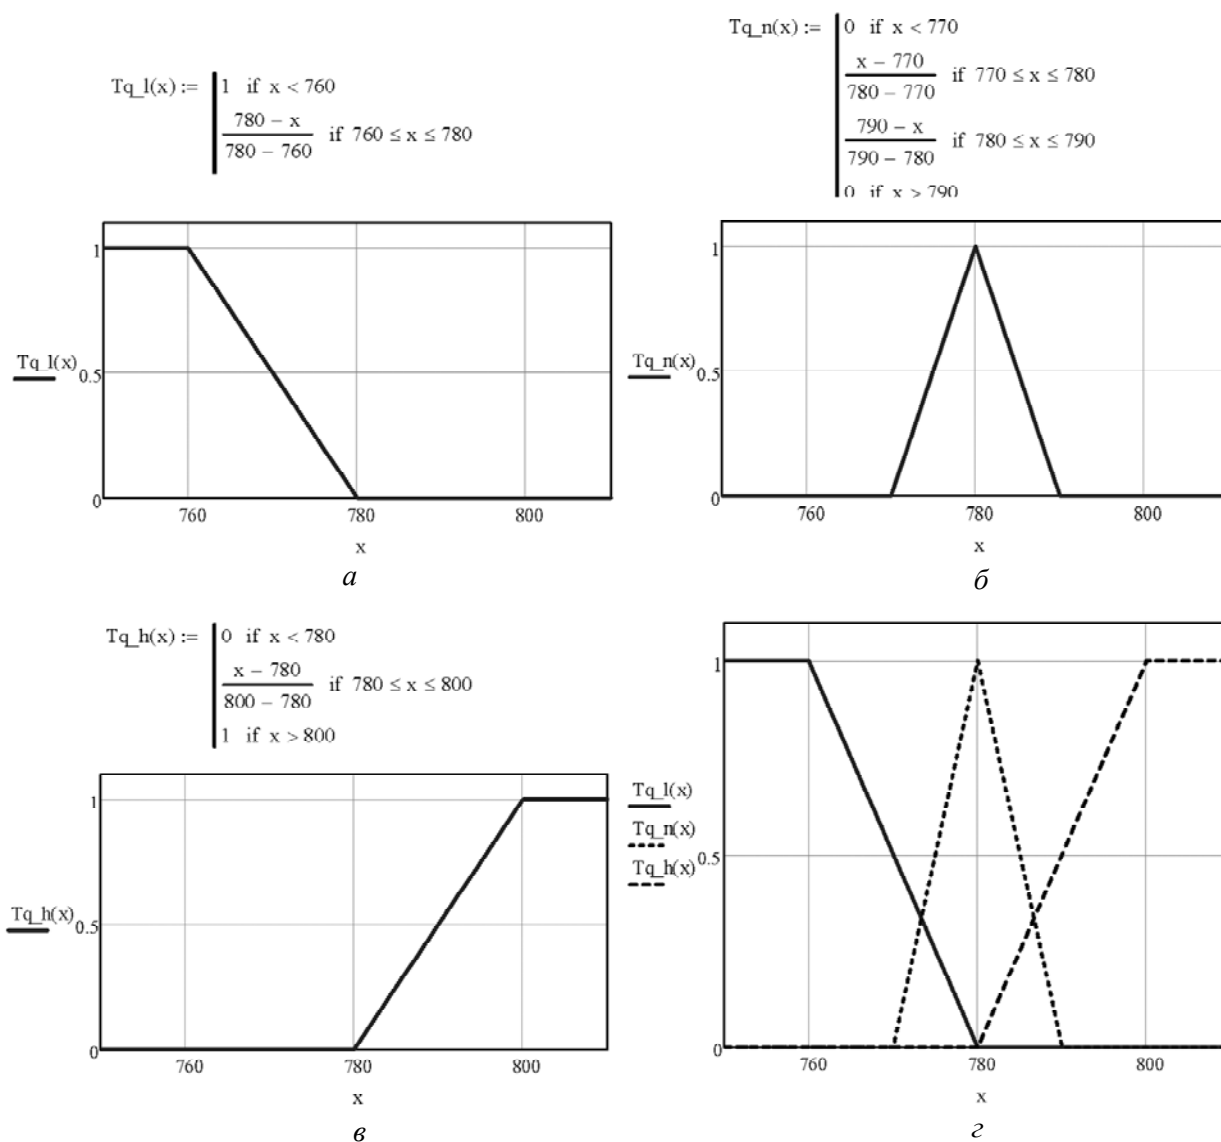 Tq_l(x) := 1 if x < 760
780 − x
780 − 760
if 760 ≤ x ≤ 780
1
Tq_l(x)
0.5
0
760 780 800
x
а
Tq_n(x) := 0 if x < 770
x − 770
780 − 770
if 770 ≤ x ≤ 780
790 − x
790 − 780
if 780 ≤ x ≤ 790
0 if x > 790
1
Tq_n(x)
0.5
0
760 780 800
x
б
Tq_h(x) := 0 if x < 780
x − 780
800 − 780
if 780 ≤ x ≤ 800
1 if x > 800
1
Tq_h(x)
0.5
0
760 780 800
x
в
1
Tq_l(x)
Tq_n(x)
Tq_h(x)
0.5
0
760 780 800
x
г